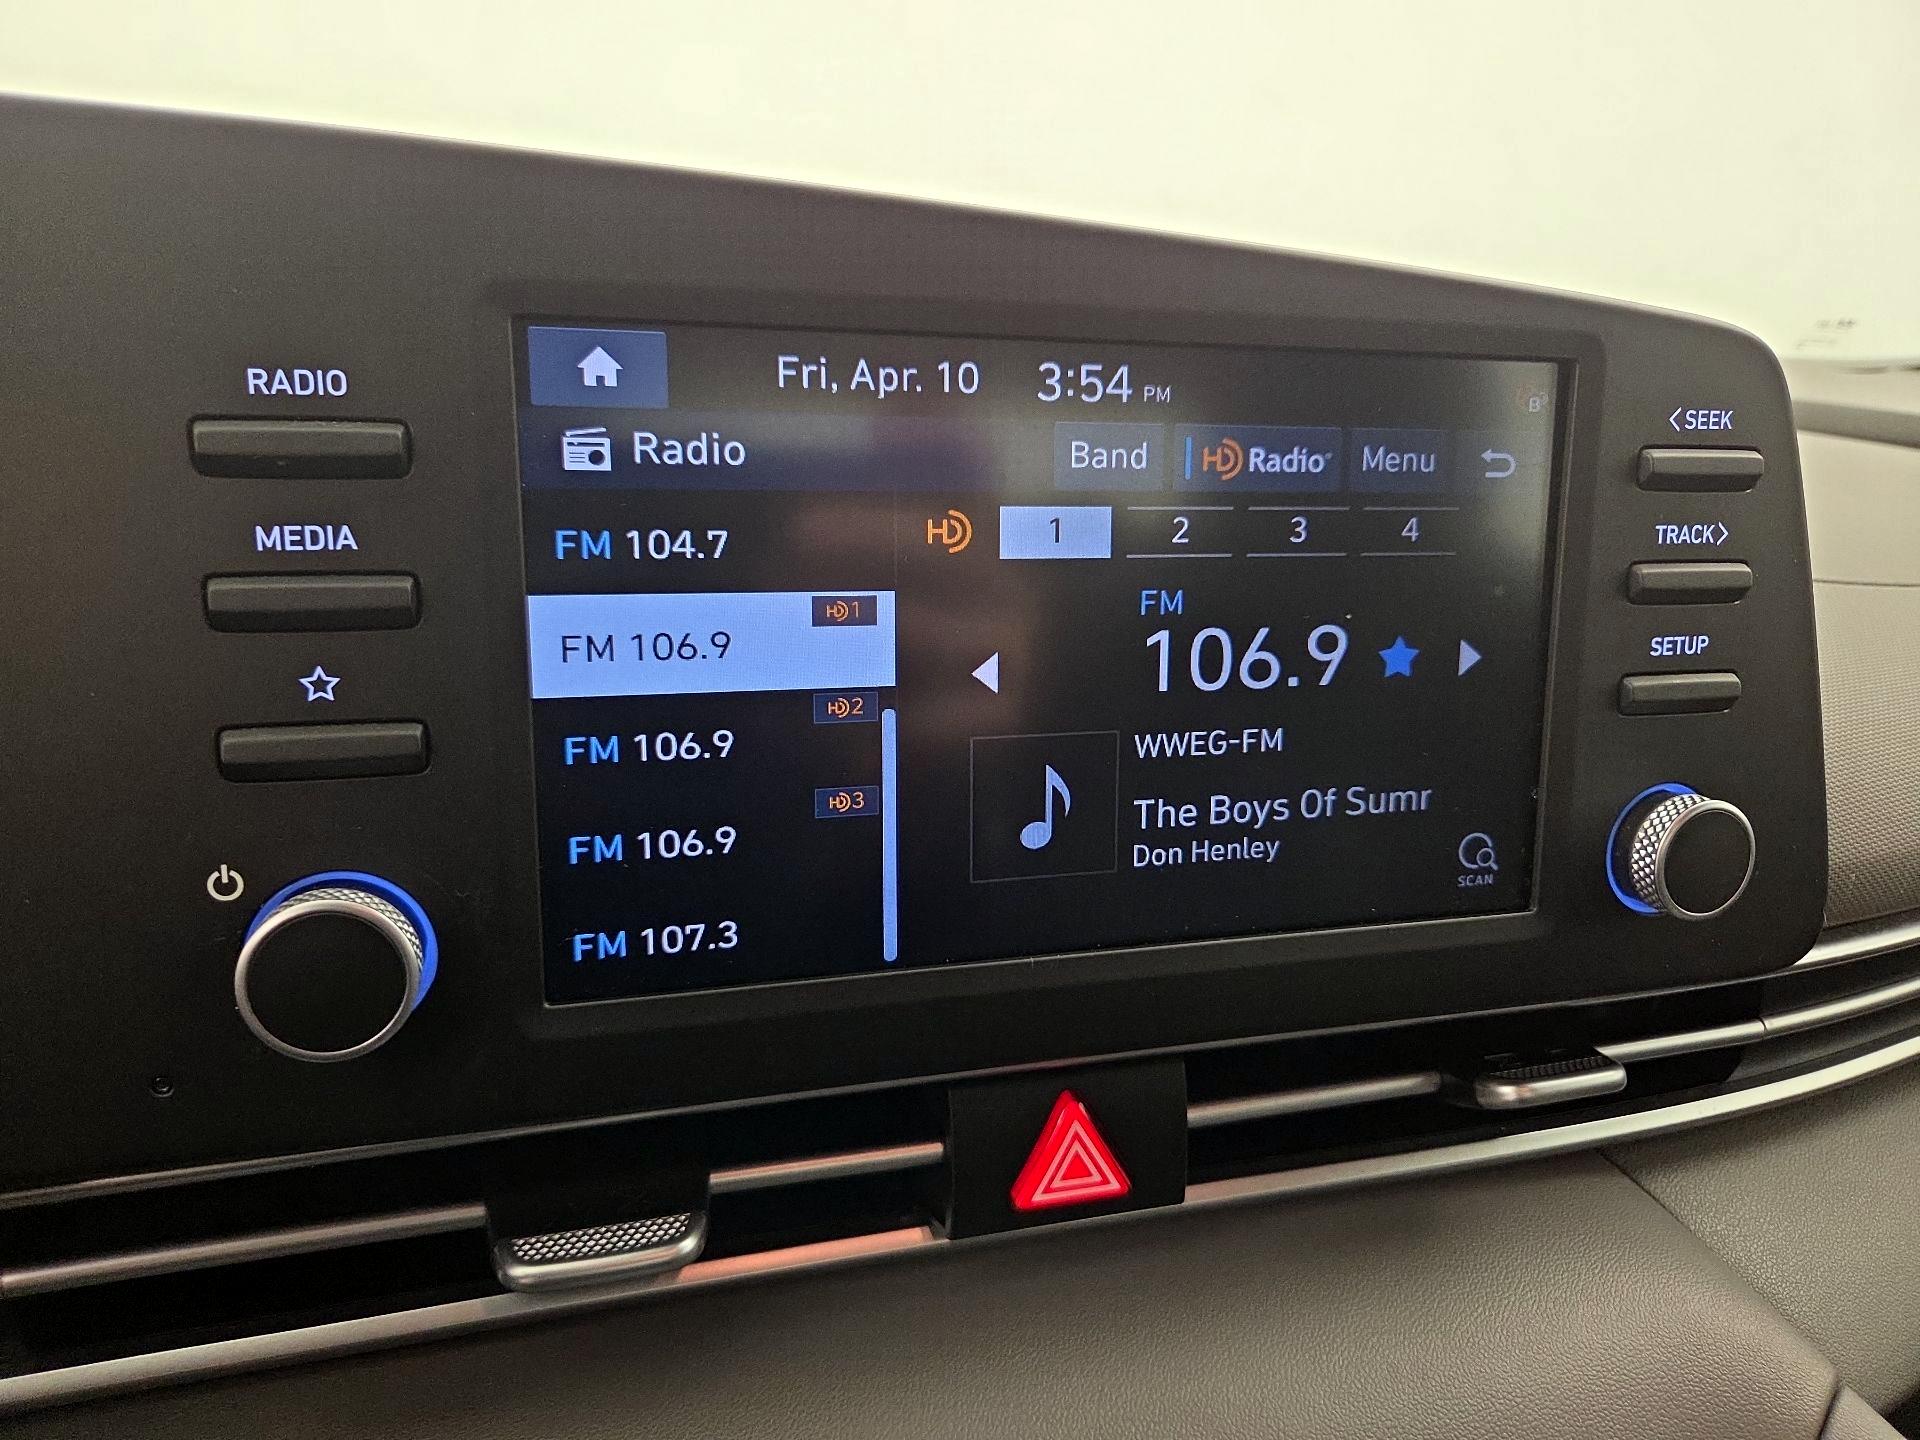 Fri, Apr. 10 3:54 PM
RADIO
Radio
Band HD Radio Menu
<SEEK
FM 104.7
HD 1 2 3 4
MEDIA
TRACK>
HD1
FM 106.9
FM
106.9
SETUP
HD2
FM 106.9
WWEG-FM
HD3
FM 106.9
The Boys Of Sumr
Don Henley
SCAN
FM 107.3